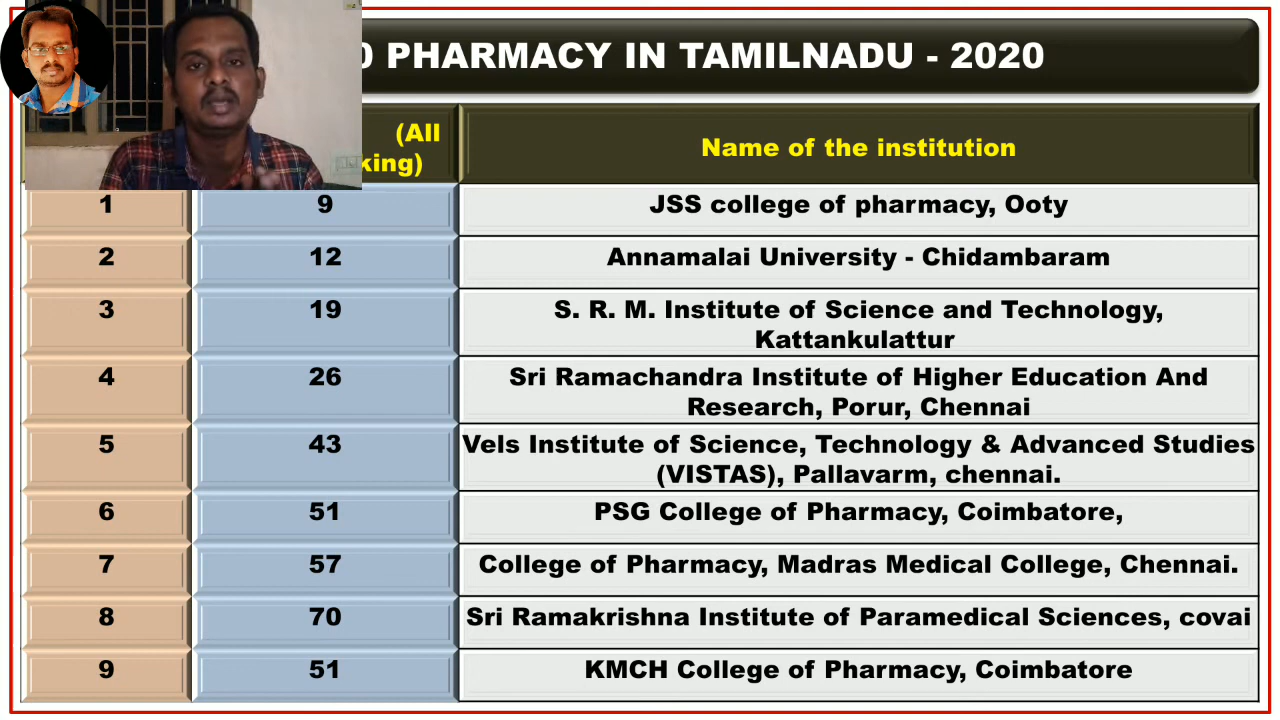 0 PHARMACY IN TAMILNADU - 2020
(All
king)
Name of the institution
1 9 JSS college of pharmacy, Ooty
2 12 Annamalai University - Chidambaram
3 19 S. R. M. Institute of Science and Technology,
Kattankulattur
4 26 Sri Ramachandra Institute of Higher Education And
Research, Porur, Chennai
5 43 Vels Institute of Science, Technology & Advanced Studies
(VISTAS), Pallavarm, chennai.
6 51 PSG College of Pharmacy, Coimbatore,
7 57 College of Pharmacy, Madras Medical College, Chennai.
8 70 Sri Ramakrishna Institute of Paramedical Sciences, covai
9 51 KMCH College of Pharmacy, Coimbatore